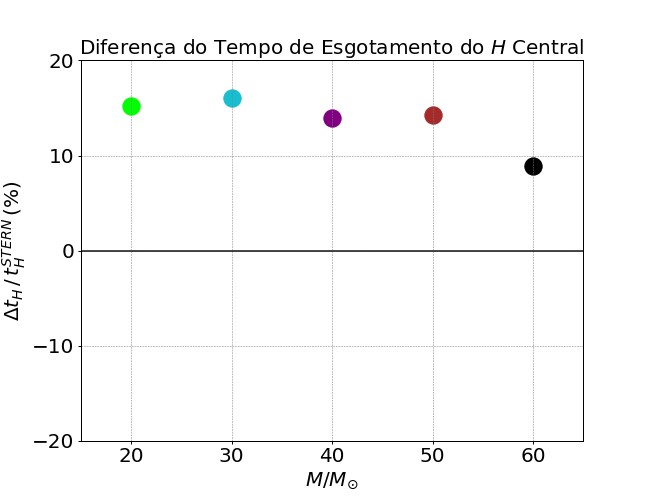 Diferença do Tempo de Esgotamento do H Central
Δt_H / t_H^STERN (%)
20
10
0
−10
−20
20 30 40 50 60
M/M_⊙